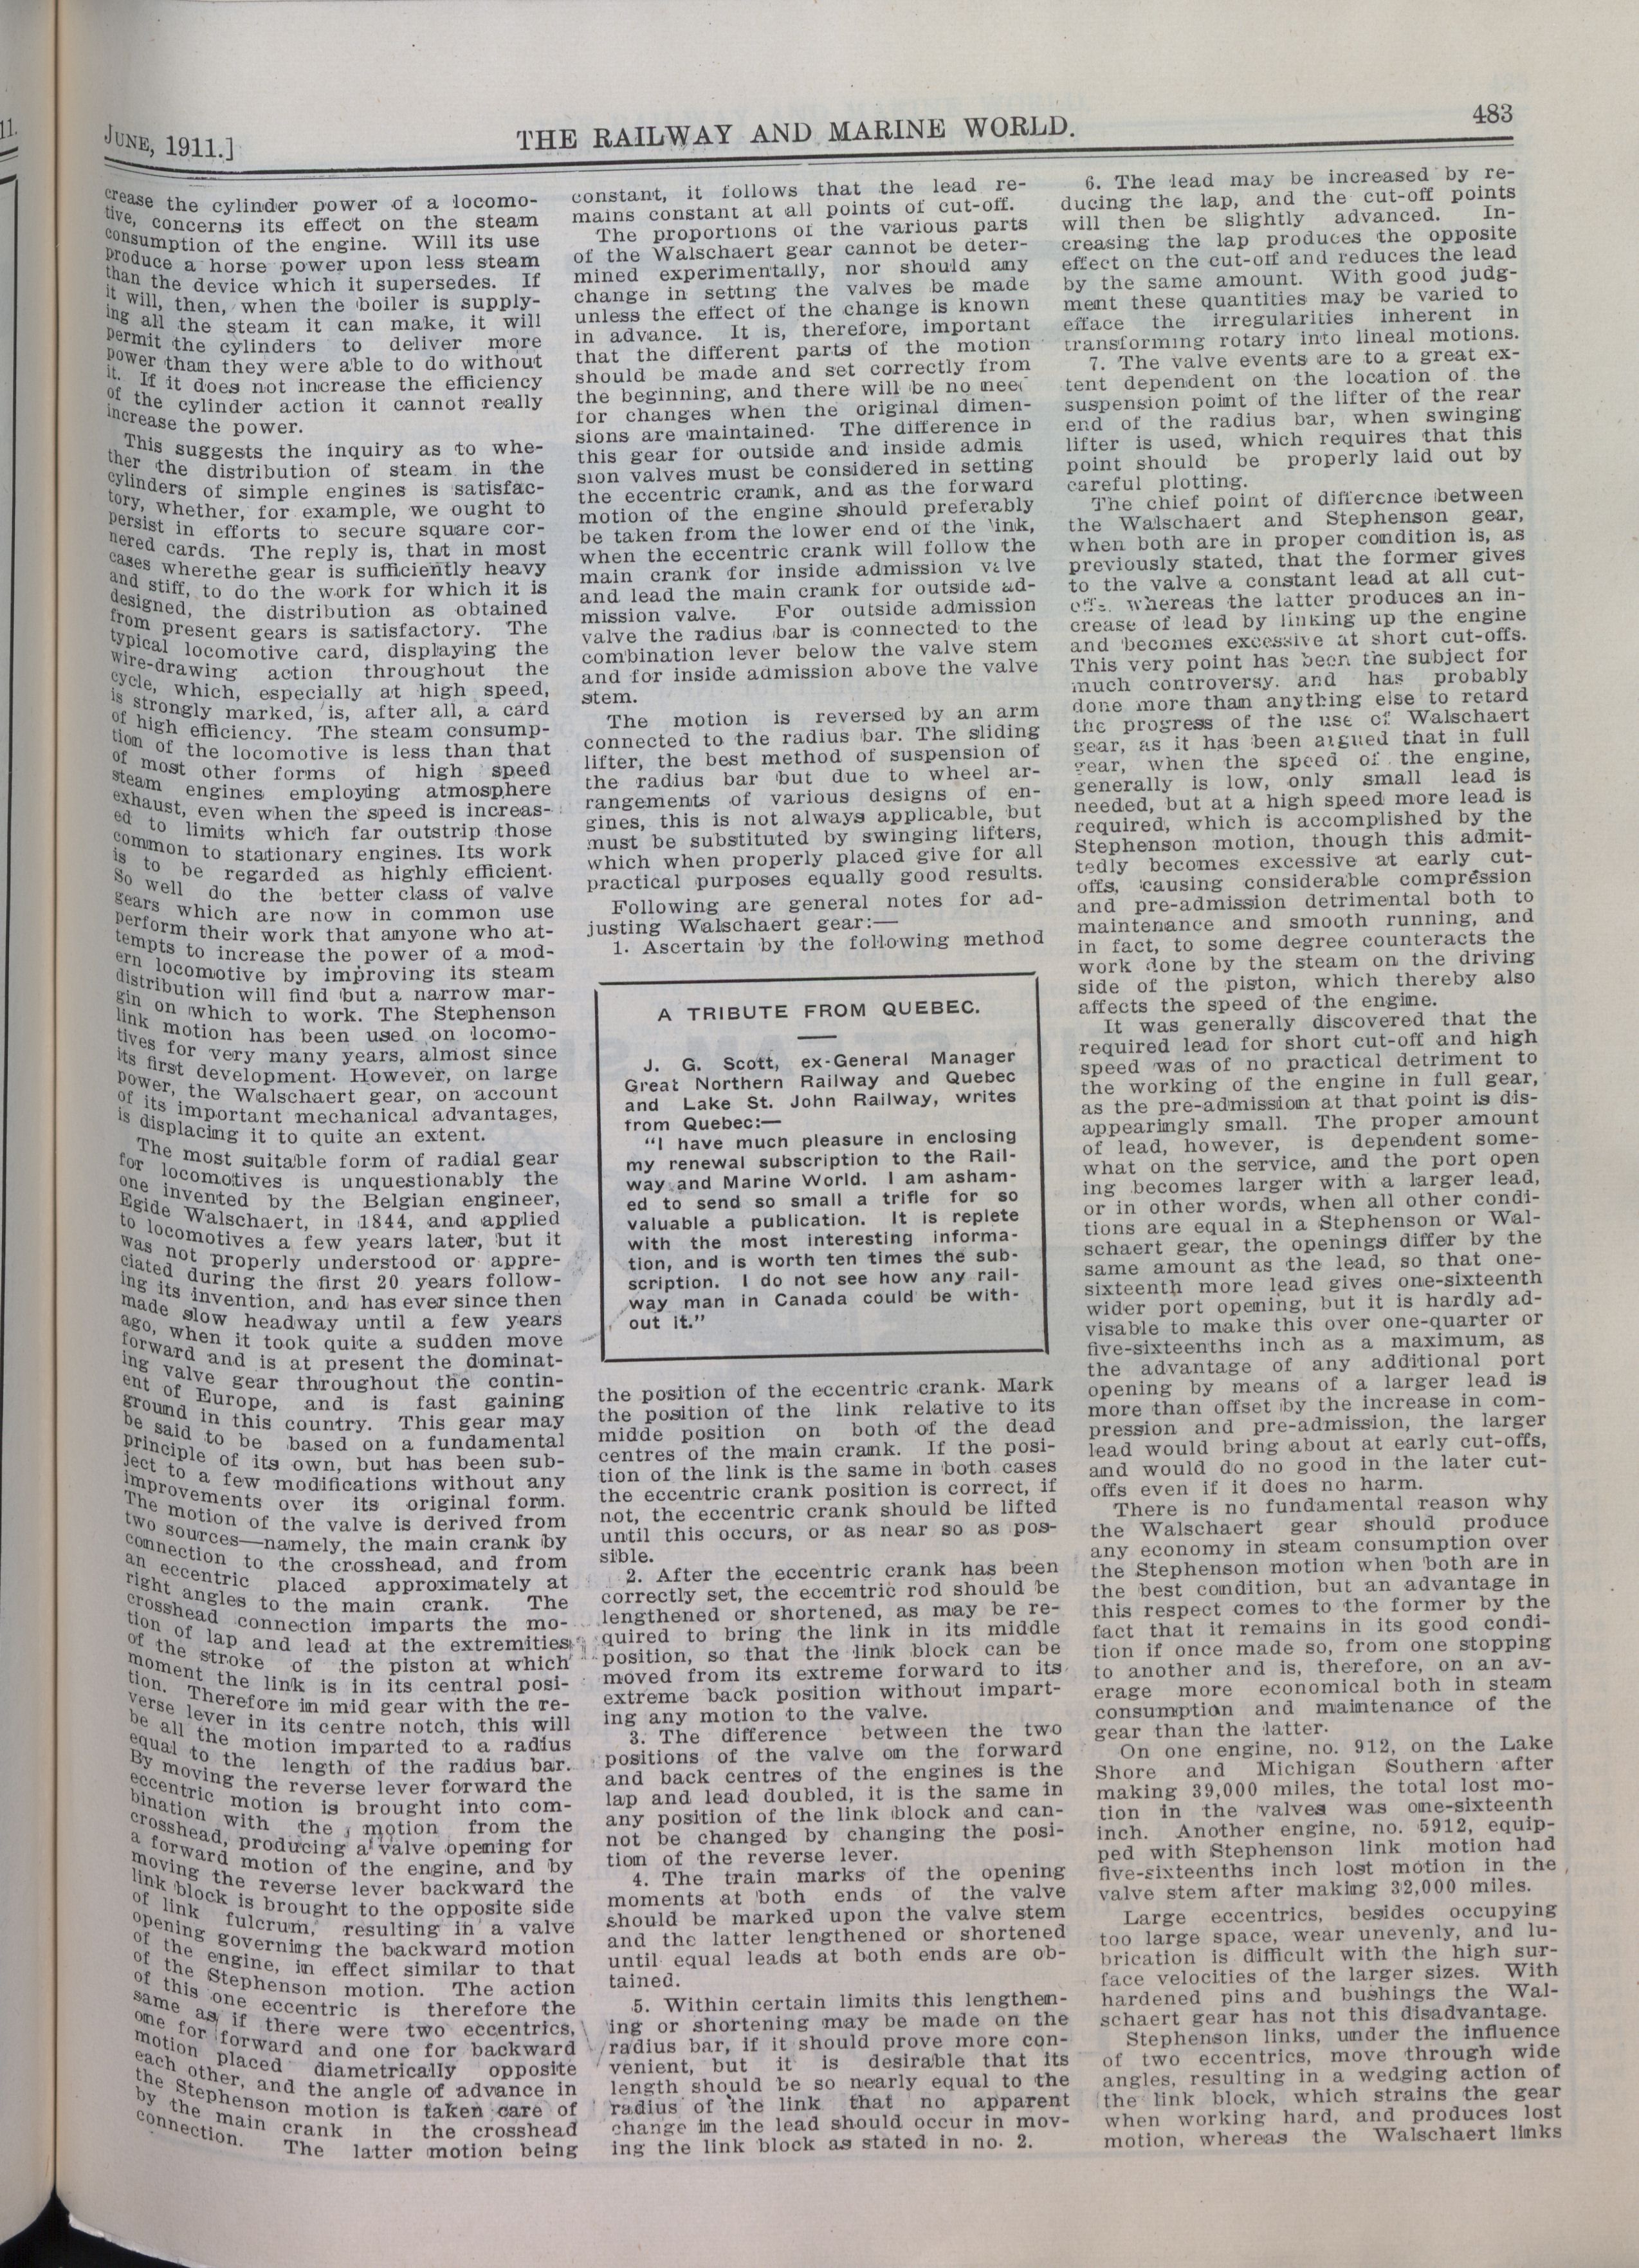 JUNE, 1911.]
THE RAILWAY AND MARINE WORLD.
483
crease the cylinder power of a locomo-
tive, concerns its effect on the steam
consumption of the engine. Will its use
produce a horse power upon less steam
than the device which it supersedes. If
it will, then, when the boiler is supply-
ing all the steam it can make, it will
permit the cylinders to deliver more
power than they were able to do without
it. If it does not increase the efficiency
of the cylinder action it cannot really
increase the power.
This suggests the inquiry as to whe-
ther the distribution of steam in the
cylinders of simple engines is satisfac-
tory, whether, for example, we ought to
persist in efforts to secure square cor-
nered cards. The reply is, that in most
cases wherethe gear is sufficiently heavy
and stiff, to do the work for which it is
designed, the distribution as obtained
from present gears is satisfactory. The
typical locomotive card, displaying the
wire-drawing action throughout the
cycle, which, especially at high speed,
is strongly marked, is, after all, a card
of high efficiency. The steam consump-
tion of the locomotive is less than that
of most other forms of high speed
steam engines employing atmosphere
exhaust, even when the speed is increas-
ed to limits which far outstrip those
common to stationary engines. Its work
is to be regarded as highly efficient.
So well do the better class of valve
gears which are now in common use
perform their work that anyone who at-
tempts to increase the power of a mod-
ern locomotive by improving its steam
distribution will find but a narrow mar-
gin on which to work. The Stephenson
link motion has been used on locomo-
tives for very many years, almost since
its first development. However, on large
power, the Walschaert gear, on account
of its important mechanical advantages,
is displacing it to quite an extent.
The most suitable form of radial gear
for locomotives is unquestionably the
one invented by the Belgian engineer,
Egide Walschaert, in 1844, and applied
to locomotives a few years later, but it
was not properly understood or appre-
ciated during the first 20 years follow-
ing its invention, and has ever since then
made slow headway until a few years
ago, when it took quite a sudden move
forward and is at present the dominat-
ing valve gear throughout the contin-
ent of Europe, and is fast gaining
ground in this country. This gear may
be said to be based on a fundamental
principle of its own, but has been sub-
ject to a few modifications without any
improvements over its original form.
The motion of the valve is derived from
two sources—namely, the main crank by
connection to the crosshead, and from
an eccentric placed approximately at
right angles to the main crank. The
crosshead connection imparts the mo-
tion of lap and lead at the extremities
of the stroke of the piston at which
moment the link is in its central posi-
tion. Therefore in mid gear with the re-
verse lever in its centre notch, this will
be all the motion imparted to a radius
equal to the length of the radius bar.
By moving the reverse lever forward the
eccentric motion is brought into com-
bination with the motion from the
crosshead, producing a valve opening for
a forward motion of the engine, and by
moving the reverse lever backward the
link block is brought to the opposite side
of link fulcrum, resulting in a valve
opening governing the backward motion
of the engine, in effect similar to that
of the Stephenson motion. The action
of this one eccentric is therefore the
same as if there were two eccentrics,
one for forward and one for backward
motion placed diametrically opposite
each other, and the angle of advance in
the Stephenson motion is taken care of
by the main crank in the crosshead
connection. The latter motion being
constant, it follows that the lead re-
mains constant at all points of cut-off.
The proportions of the various parts
of the Walschaert gear cannot be deter-
mined experimentally, nor should any
change in setting the valves be made
unless the effect of the change is known
in advance. It is, therefore, important
that the different parts of the motion
should be made and set correctly from
the beginning, and there will be no need
for changes when the original dimen-
sions are maintained. The difference in
this gear for outside and inside admis
sion valves must be considered in setting
the eccentric crank, and as the forward
motion of the engine should preferably
be taken from the lower end of the link,
when the eccentric crank will follow the
main crank for inside admission valve
and lead the main crank for outside ad-
mission valve. For outside admission
valve the radius bar is connected to the
combination lever below the valve stem
and for inside admission above the valve
stem.
The motion is reversed by an arm
connected to the radius bar. The sliding
lifter, the best method of suspension of
the radius bar but due to wheel ar-
rangements of various designs of en-
gines, this is not always applicable, but
must be substituted by swinging lifters,
which when properly placed give for all
practical purposes equally good results.
Following are general notes for ad-
justing Walschaert gear:—
1. Ascertain by the following method
A TRIBUTE FROM QUEBEC.
J. G. Scott, ex-General Manager
Great Northern Railway and Quebec
and Lake St. John Railway, writes
from Quebec:—
"I have much pleasure in enclosing
my renewal subscription to the Rail-
way and Marine World. I am asham-
ed to send so small a trifle for so
valuable a publication. It is replete
with the most interesting informa-
tion, and is worth ten times the sub-
scription. I do not see how any rail-
way man in Canada could be with-
out it."
the position of the eccentric crank. Mark
the position of the link relative to its
midde position on both of the dead
centres of the main crank. If the posi-
tion of the link is the same in both cases
the eccentric crank position is correct, if
not, the eccentric crank should be lifted
until this occurs, or as near so as pos-
sible.
2. After the eccentric crank has been
correctly set, the eccentric rod should be
lengthened or shortened, as may be re-
quired to bring the link in its middle
position, so that the link block can be
moved from its extreme forward to its
extreme back position without impart-
ing any motion to the valve.
3. The difference between the two
positions of the valve on the forward
and back centres of the engines is the
lap and lead doubled, it is the same in
any position of the link block and can-
not be changed by changing the posi-
tion of the reverse lever.
4. The train marks of the opening
moments at both ends of the valve
should be marked upon the valve stem
and the latter lengthened or shortened
until equal leads at both ends are ob-
tained.
5. Within certain limits this lengthen-
ing or shortening may be made on the
radius bar, if it should prove more con-
venient, but it is desirable that its
length should be so nearly equal to the
radius of the link that no apparent
change in the lead should occur in mov-
ing the link block as stated in no. 2.
6. The lead may be increased by re-
ducing the lap, and the cut-off points
will then be slightly advanced. In-
creasing the lap produces the opposite
effect on the cut-off and reduces the lead
by the same amount. With good judg-
ment these quantities may be varied to
efface the irregularities inherent in
transforming rotary into lineal motions.
7. The valve events are to a great ex-
tent dependent on the location of the
suspension point of the lifter of the rear
end of the radius bar, when swinging
lifter is used, which requires that this
point should be properly laid out by
careful plotting.
The chief point of difference between
the Walschaert and Stephenson gear,
when both are in proper condition is, as
previously stated, that the former gives
to the valve a constant lead at all cut-
offs, whereas the latter produces an in-
crease of lead by linking up the engine
and becomes excessive at short cut-offs.
This very point has been the subject for
much controversy, and has probably
done more than anything else to retard
the progress of the use of Walschaert
gear, as it has been argued that in full
gear, when the speed of the engine,
generally is low, only small lead is
needed, but at a high speed more lead is
required, which is accomplished by the
Stephenson motion, though this admit-
tedly becomes excessive at early cut-
offs, causing considerable compression
and pre-admission detrimental both to
maintenance and smooth running, and
in fact, to some degree counteracts the
work done by the steam on the driving
side of the piston, which thereby also
affects the speed of the engine.
It was generally discovered that the
required lead for short cut-off and high
speed was of no practical detriment to
the working of the engine in full gear,
as the pre-admission at that point is dis-
appearingly small. The proper amount
of lead, however, is dependent some-
what on the service, and the port open
ing becomes larger with a larger lead,
or in other words, when all other condi-
tions are equal in a Stephenson or Wal-
schaert gear, the openings differ by the
same amount as the lead, so that one-
sixteenth more lead gives one-sixteenth
wider port opening, but it is hardly ad-
visable to make this over one-quarter or
five-sixteenths inch as a maximum, as
the advantage of any additional port
opening by means of a larger lead is
more than offset by the increase in com-
pression and pre-admission, the larger
lead would bring about at early cut-offs,
and would do no good in the later cut-
offs even if it does no harm.
There is no fundamental reason why
the Walschaert gear should produce
any economy in steam consumption over
the Stephenson motion when both are in
the best condition, but an advantage in
this respect comes to the former by the
fact that it remains in its good condi-
tion if once made so, from one stopping
to another and is, therefore, on an av-
erage more economical both in steam
consumption and maintenance of the
gear than the latter.
On one engine, no. 912, on the Lake
Shore and Michigan Southern after
making 39,000 miles, the total lost mo-
tion in the valves was one-sixteenth
inch. Another engine, no. 5912, equip-
ped with Stephenson link motion had
five-sixteenths inch lost motion in the
valve stem after making 32,000 miles.
Large eccentrics, besides occupying
too large space, wear unevenly, and lu-
brication is difficult with the high sur-
face velocities of the larger sizes. With
hardened pins and bushings the Wal-
schaert gear has not this disadvantage.
Stephenson links, under the influence
of two eccentrics, move through wide
angles, resulting in a wedging action of
the link block, which strains the gear
when working hard, and produces lost
motion, whereas the Walschaert links